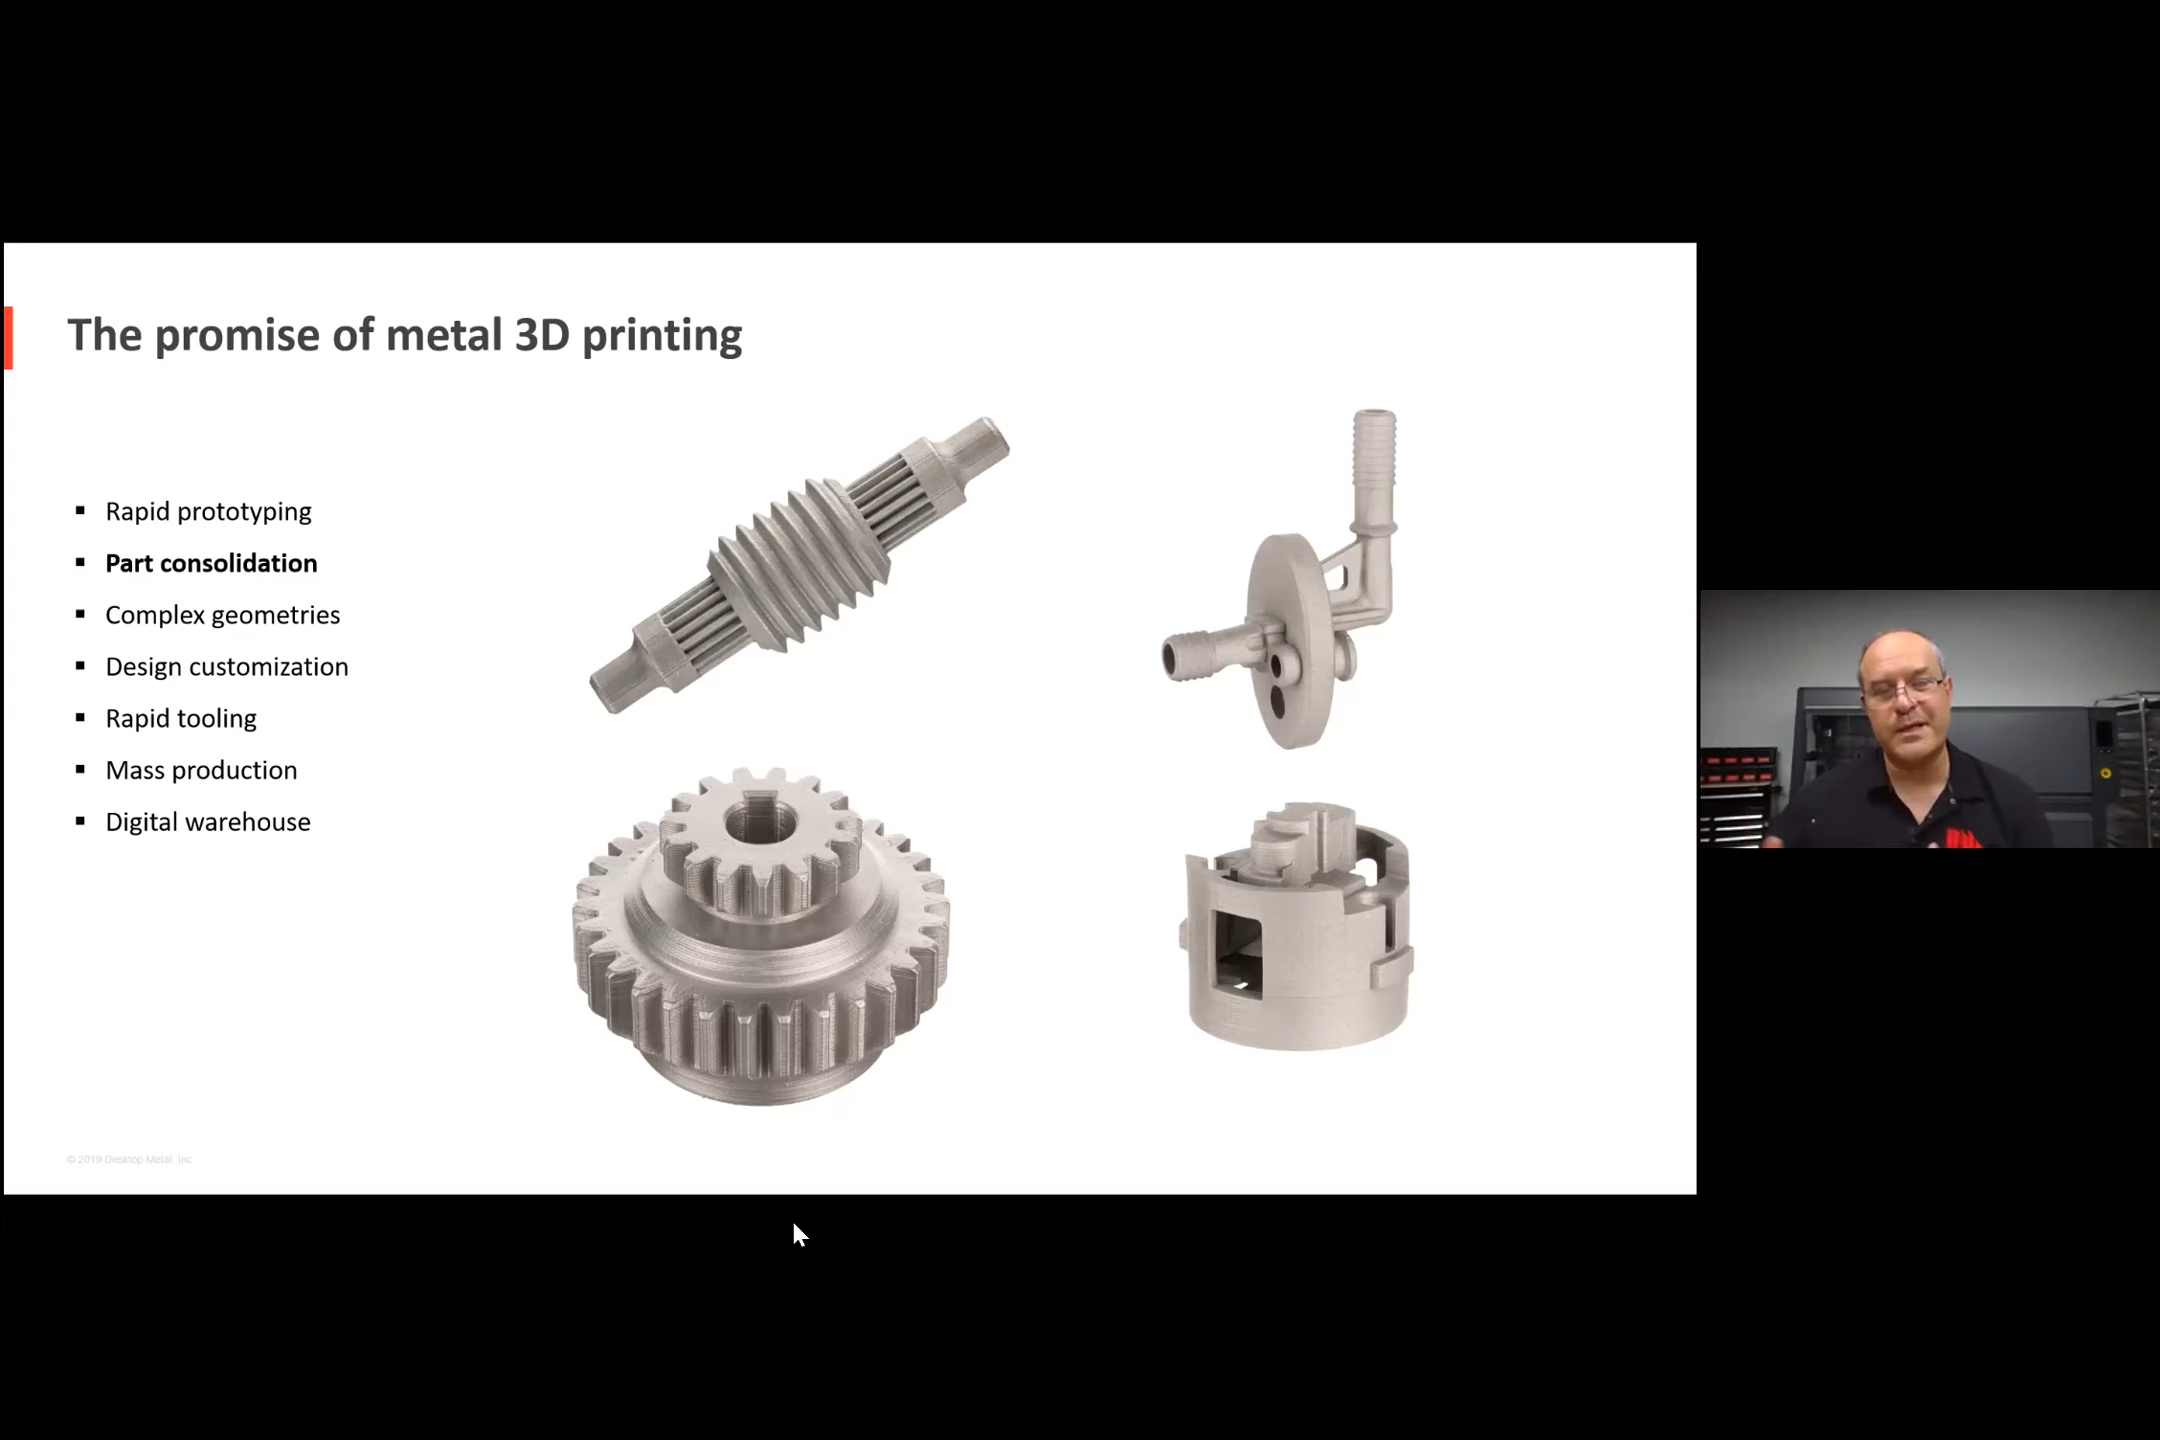 The promise of metal 3D printing
Rapid prototyping
Part consolidation
Complex geometries
Design customization
Rapid tooling
Mass production
Digital warehouse
© 2019 Desktop Metal, Inc